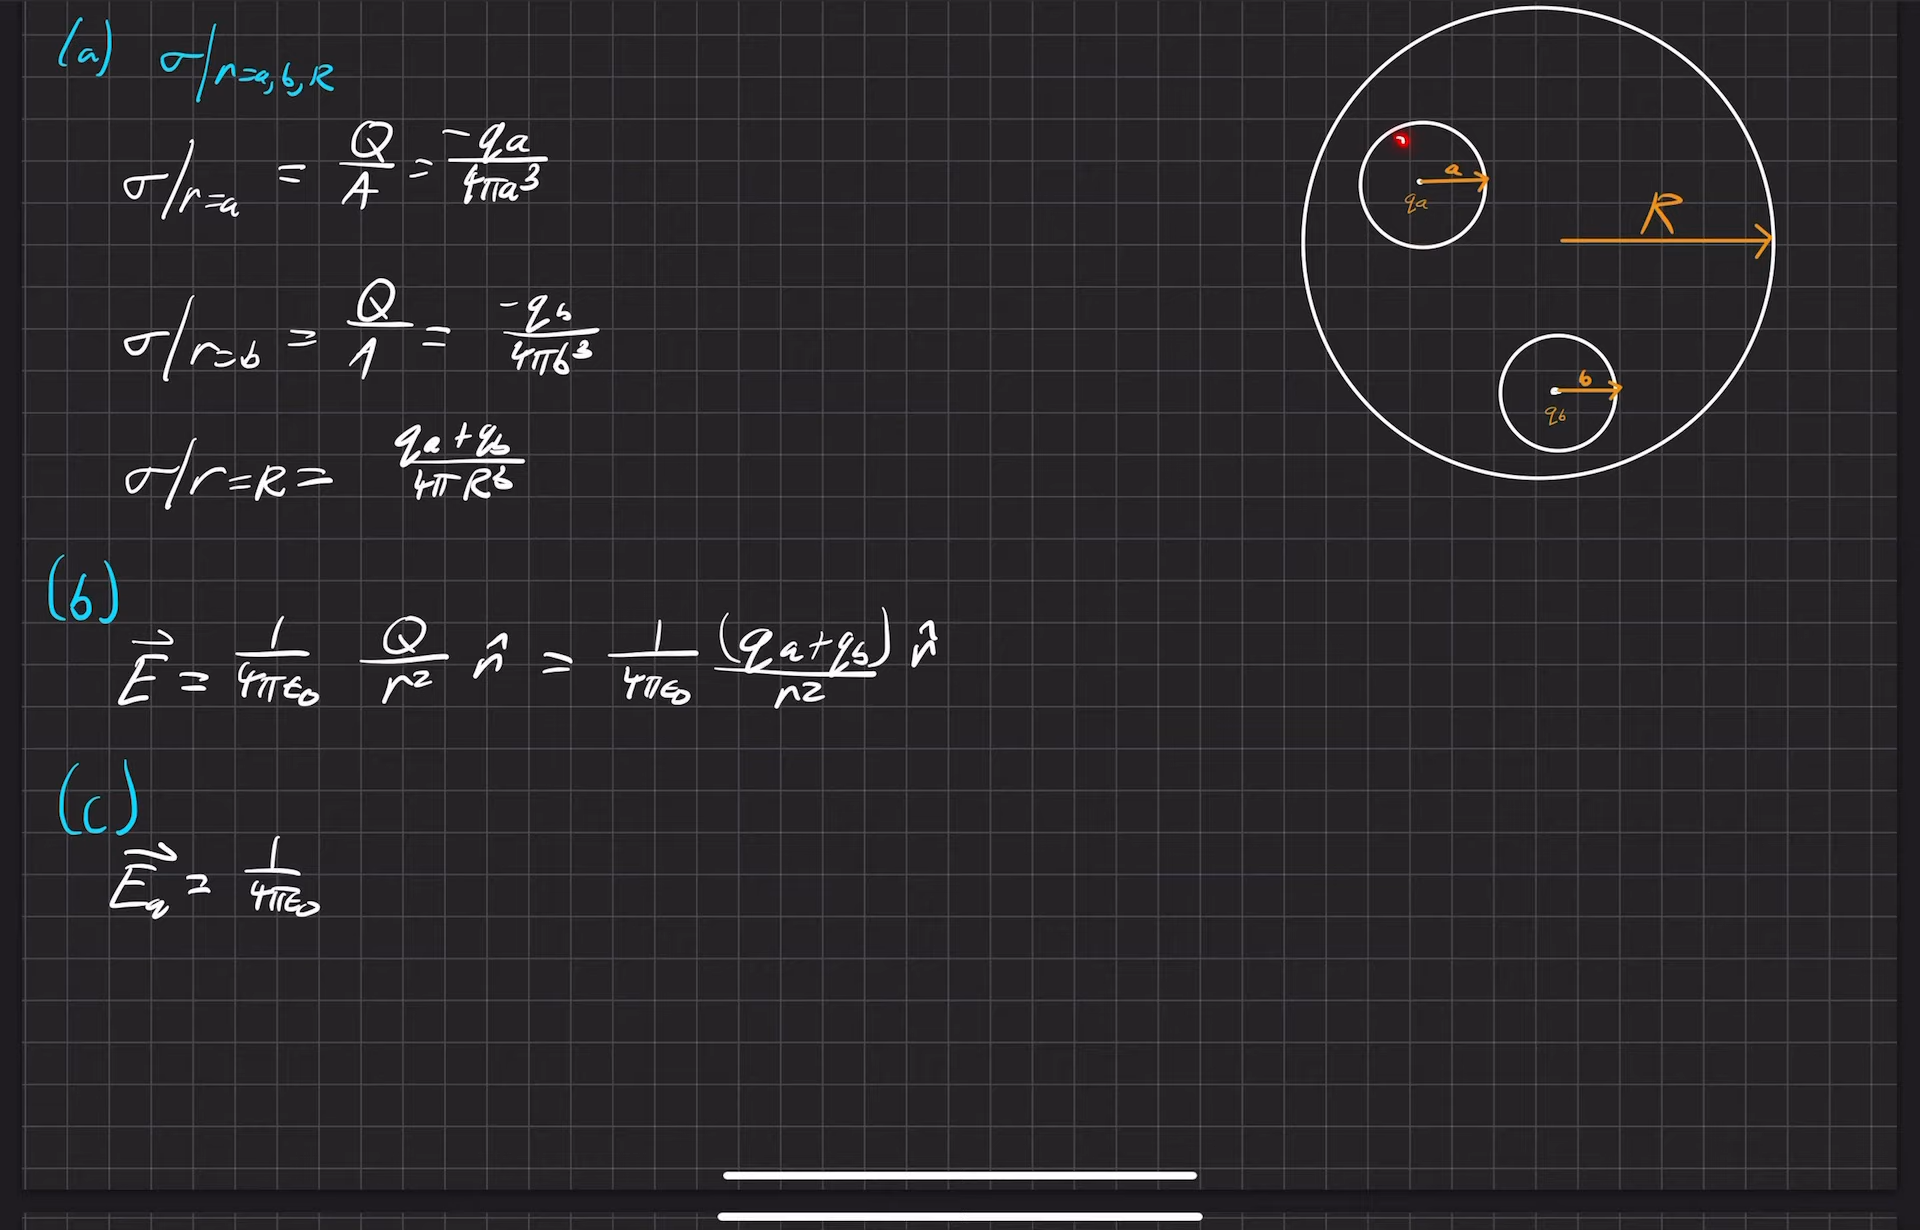 (a) σ|r=a,b,R
σ|r=a = Q/A = -qa/4πa³
σ|r=b = Q/A = -qb/4πb³
σ|r=R = qa+qb/4πR³
(b)
E⃗ = 1/4πε₀ Q/r² r̂ = 1/4πε₀ (qa+qb)/r² r̂
(c)
E⃗a = 1/4πε₀
a
qa
R
b
qb